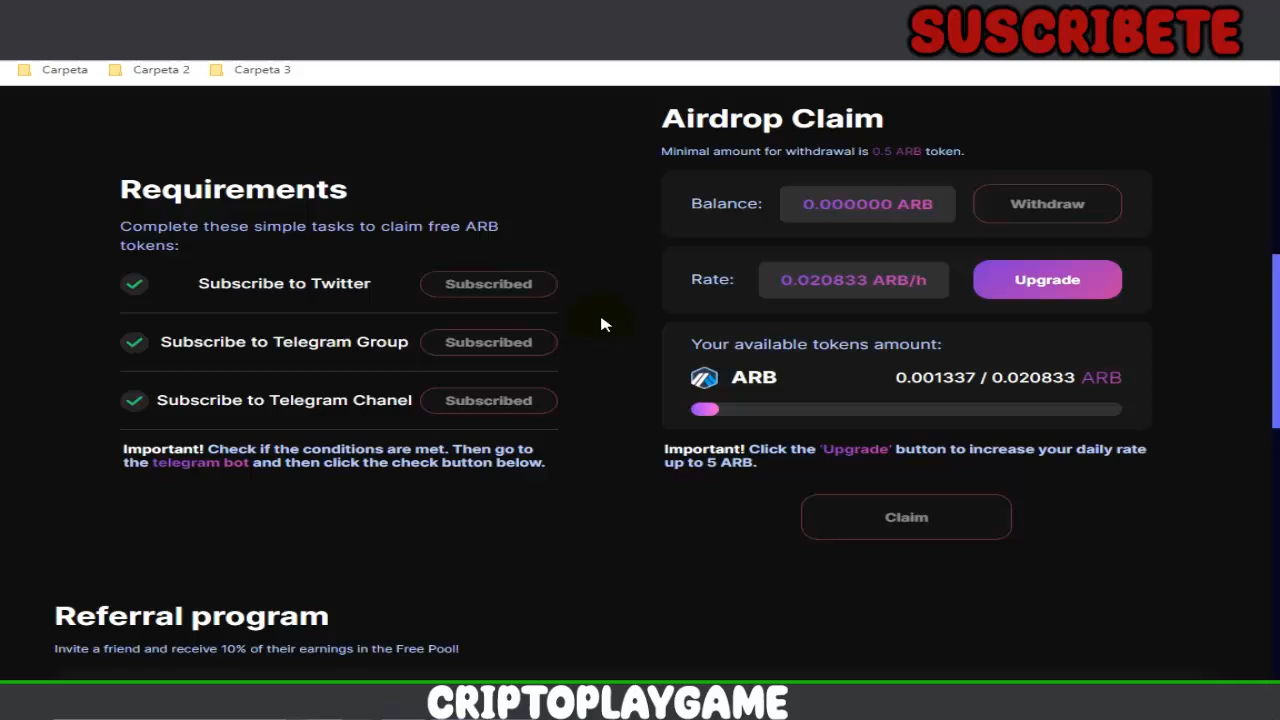 SUSCRIBETE
Carpeta Carpeta 2 Carpeta 3
Requirements
Complete these simple tasks to claim free ARB
tokens:
Subscribe to Twitter Subscribed
Subscribe to Telegram Group Subscribed
Subscribe to Telegram Chanel Subscribed
Important! Check if the conditions are met. Then go to
the telegram bot and then click the check button below.
Airdrop Claim
Minimal amount for withdrawal is 0.5 ARB token.
Balance: 0.000000 ARB Withdraw
Rate: 0.020833 ARB/h Upgrade
Your available tokens amount:
ARB 0.001337 / 0.020833 ARB
Important! Click the 'Upgrade' button to increase your daily rate
up to 5 ARB.
Claim
Referral program
Invite a friend and receive 10% of their earnings in the Free Pool!
CRIPTOPLAYGAME